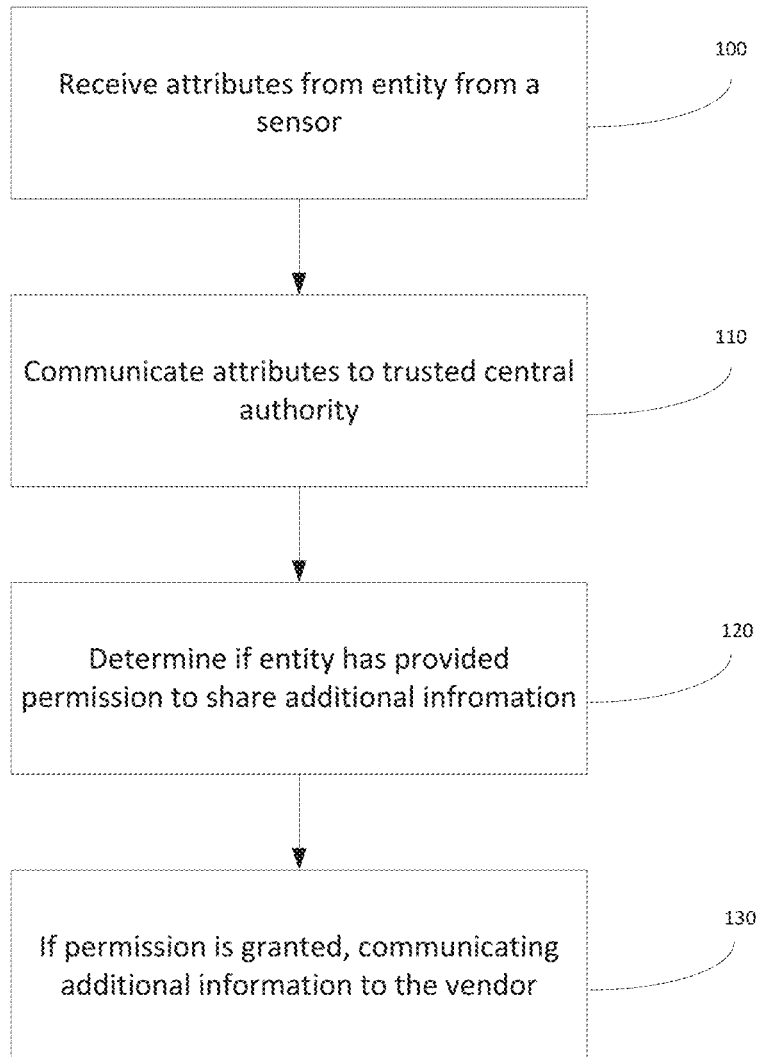 Receive attributes from entity from a
sensor
100
Communicate attributes to trusted central
authority
110
Determine if entity has provided
permission to share additional infromation
120
If permission is granted, communicating
additional information to the vendor
130